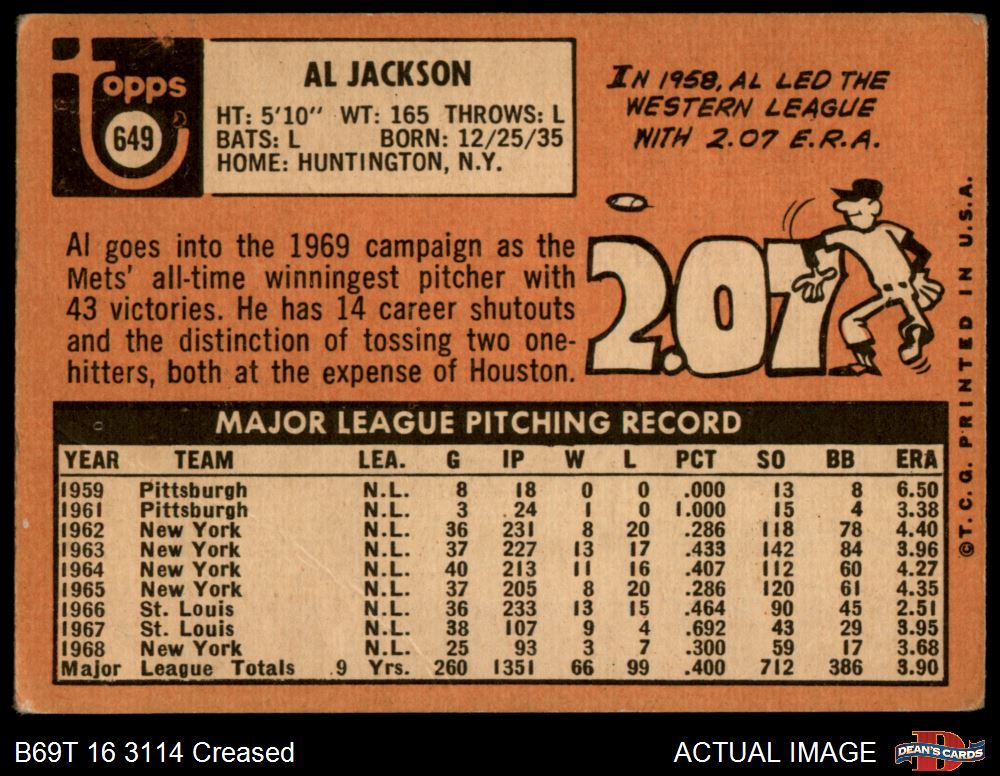 Topps
649
AL JACKSON
HT: 5'10" WT: 165 THROWS: L
BATS: L BORN: 12/25/35
HOME: HUNTINGTON, N.Y.
IN 1958, AL LED THE
WESTERN LEAGUE
WITH 2.07 E.R.A.
2.07
Al goes into the 1969 campaign as the
Mets' all-time winningest pitcher with
43 victories. He has 14 career shutouts
and the distinction of tossing two one-
hitters, both at the expense of Houston.
©T.C.G. PRINTED IN U.S.A.
MAJOR LEAGUE PITCHING RECORD
YEAR TEAM LEA. G IP W L PCT SO BB ERA
1959 Pittsburgh N.L. 8 18 0 0 .000 13 8 6.50
1961 Pittsburgh N.L. 3 24 1 0 1.000 15 4 3.38
1962 New York N.L. 36 231 8 20 .286 118 78 4.40
1963 New York N.L. 37 227 13 17 .433 142 84 3.96
1964 New York N.L. 40 213 11 16 .407 112 60 4.27
1965 New York N.L. 37 205 8 20 .286 120 61 4.35
1966 St. Louis N.L. 36 233 13 15 .464 90 45 2.51
1967 St. Louis N.L. 38 107 9 4 .692 43 29 3.95
1968 New York N.L. 25 93 3 7 .300 59 17 3.68
Major League Totals 9 Yrs. 260 1351 66 99 .400 712 386 3.90
B69T 16 3114 Creased
ACTUAL IMAGE
D
DEAN'S CARDS